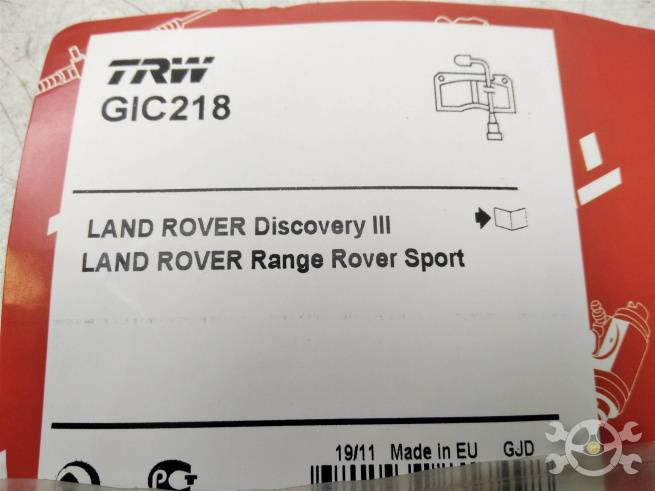 TRW
GIC218
LAND ROVER Discovery III
LAND ROVER Range Rover Sport
19/11 Made in EU GJD